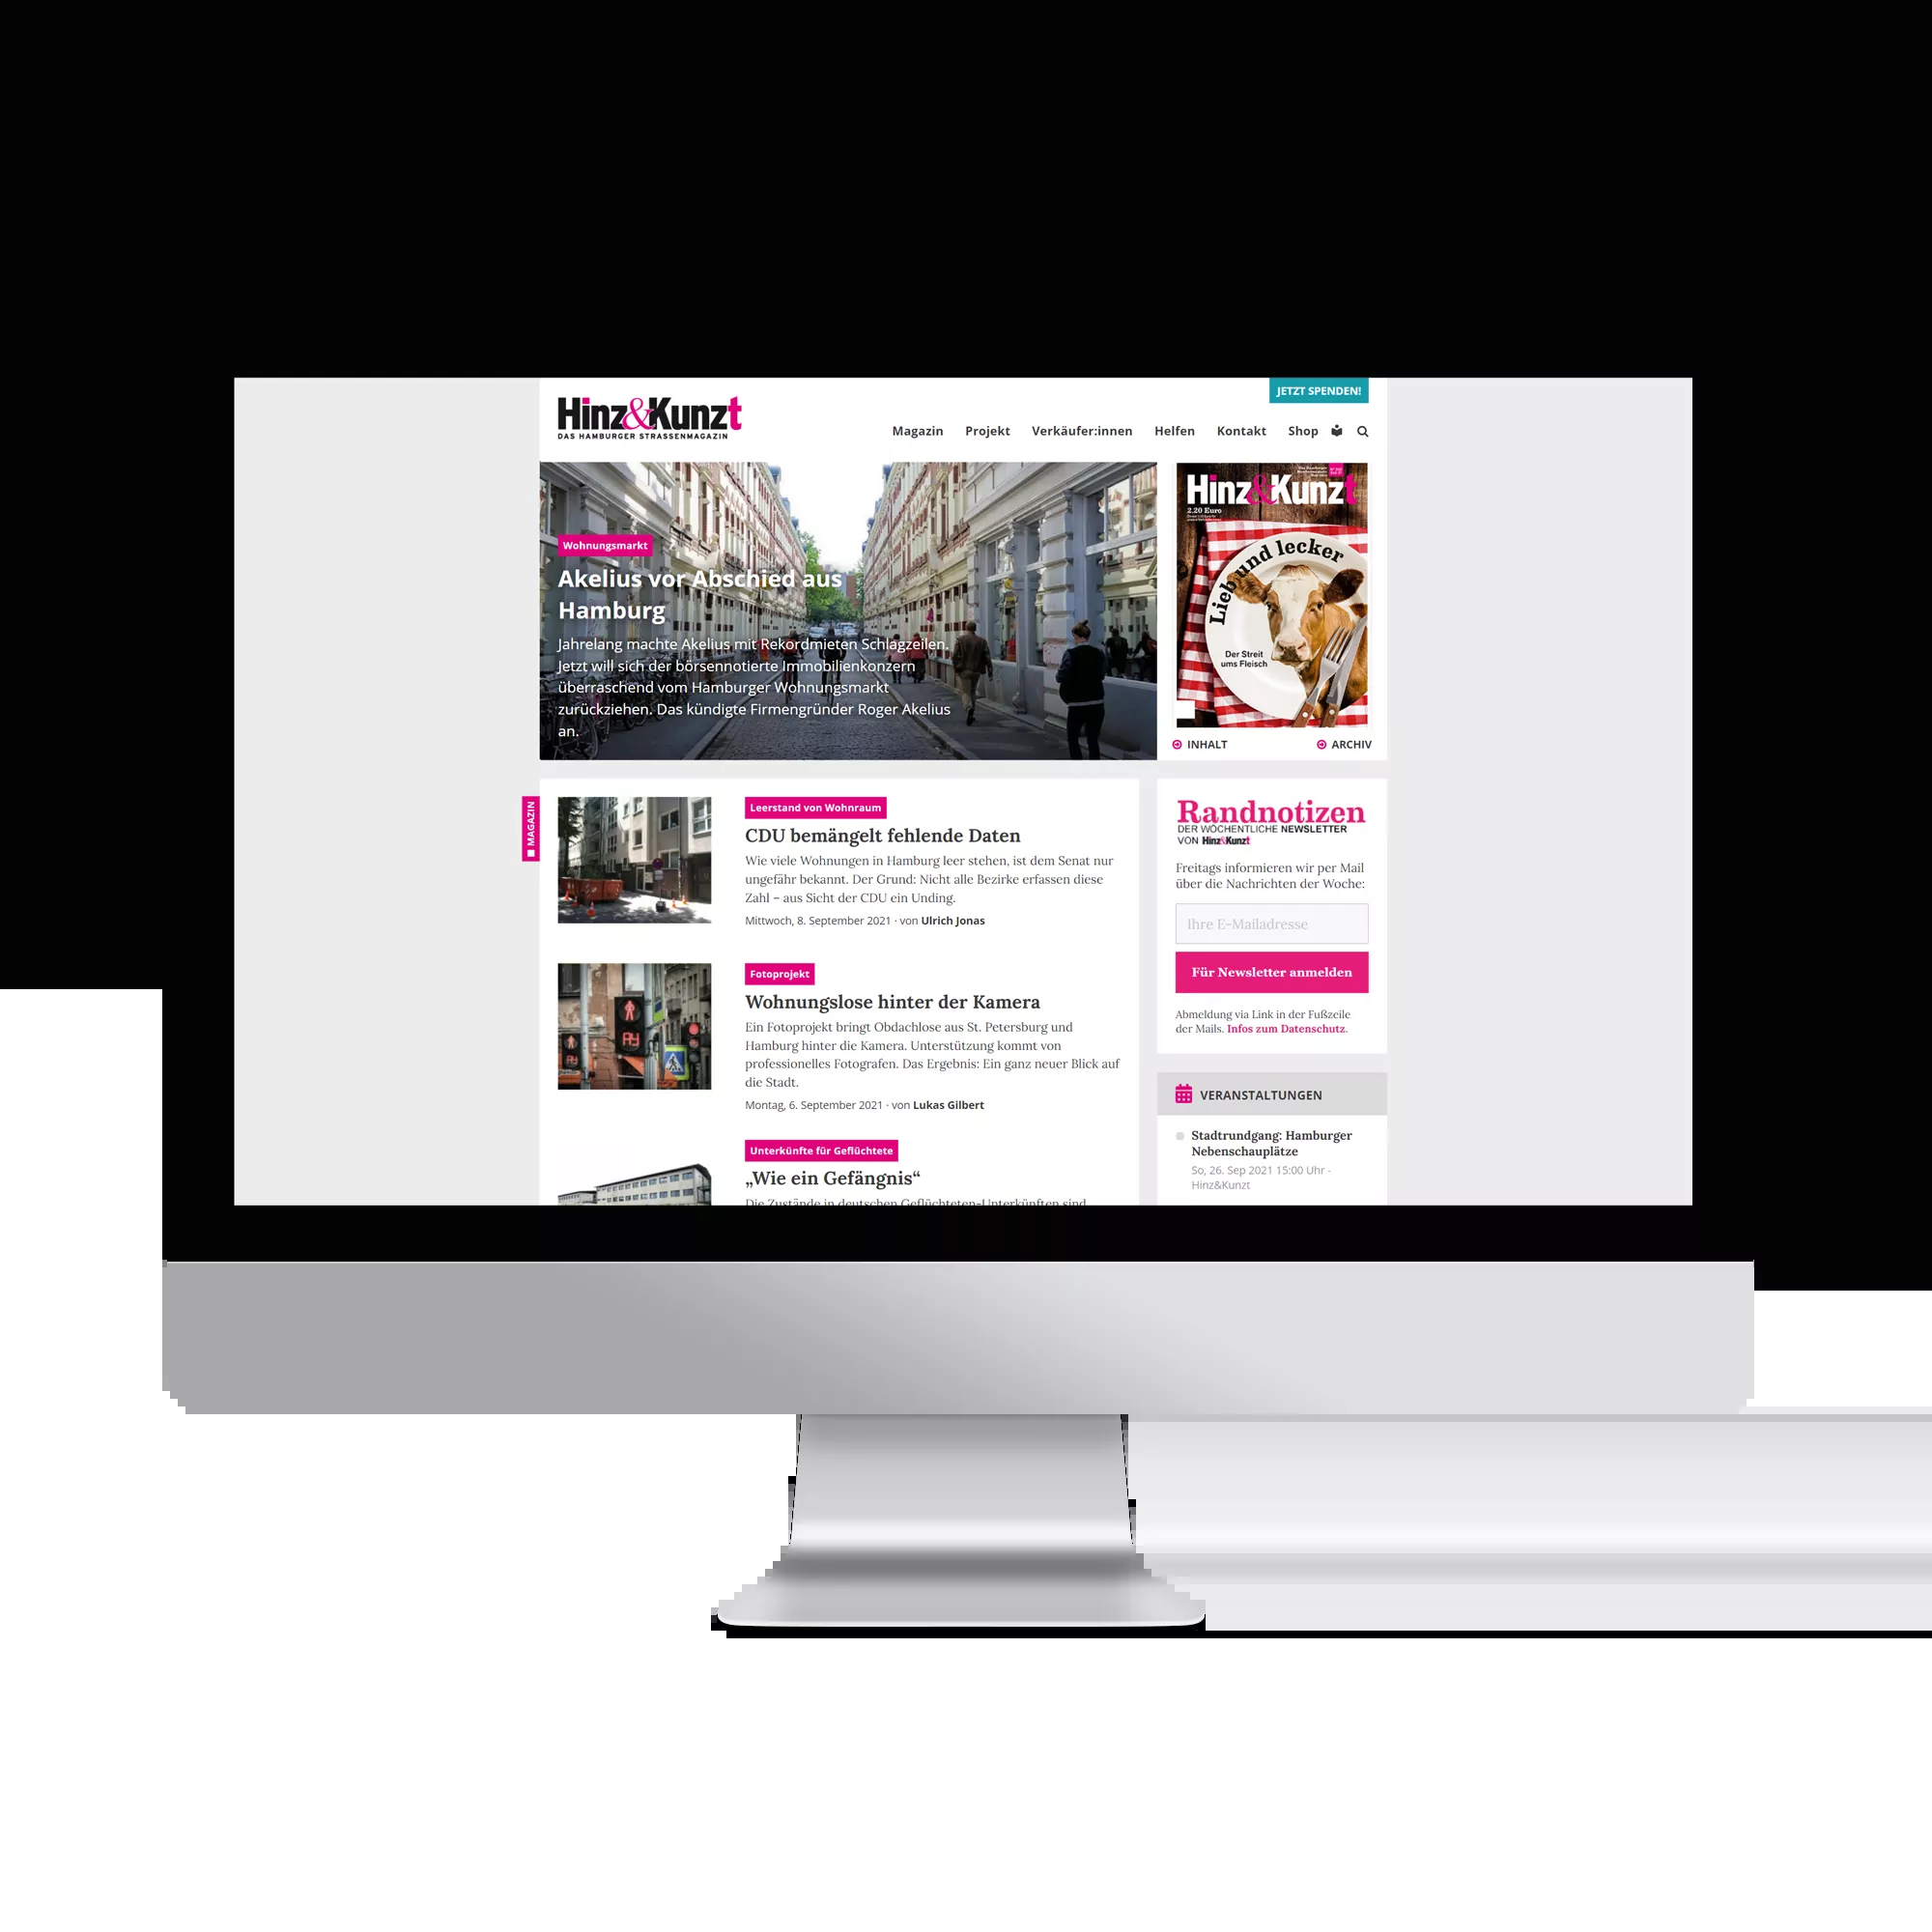 JETZT SPENDEN!
Hinz&Kunzt
DAS HAMBURGER STRASSENMAGAZIN
Magazin Projekt Verkäufer:innen Helfen Kontakt Shop
Wohnungsmarkt
Akelius vor Abschied aus
Hamburg
Jahrelang machte Akelius mit Rekordmieten Schlagzeilen.
Jetzt will sich der börsennotierte Immobilienkonzern
überraschend vom Hamburger Wohnungsmarkt
zurückziehen. Das kündigte Firmengründer Roger Akelius
an.
Hinz&Kunzt
2,20 Euro
Lieb und lecker
Der Streit
ums Fleisch
INHALT
ARCHIV
MAGAZIN
Leerstand von Wohnraum
CDU bemängelt fehlende Daten
Wie viele Wohnungen in Hamburg leer stehen, ist dem Senat nur
ungefähr bekannt. Der Grund: Nicht alle Bezirke erfassen diese
Zahl – aus Sicht der CDU ein Unding.
Mittwoch, 8. September 2021 · von Ulrich Jonas
Fotoprojekt
Wohnungslose hinter der Kamera
Ein Fotoprojekt bringt Obdachlose aus St. Petersburg und
Hamburg hinter die Kamera. Unterstützung kommt von
professionelles Fotografen. Das Ergebnis: Ein ganz neuer Blick auf
die Stadt.
Montag, 6. September 2021 · von Lukas Gilbert
Unterkünfte für Geflüchtete
„Wie ein Gefängnis“
Die Zustände in deutschen Geflüchteten-Unterkünften sind
Randnotizen
DER WÖCHENTLICHE NEWSLETTER
VON Hinz&Kunzt
Freitags informieren wir per Mail
über die Nachrichten der Woche:
Ihre E-Mailadresse
Für Newsletter anmelden
Abmeldung via Link in der Fußzeile
der Mails. Infos zum Datenschutz.
VERANSTALTUNGEN
Stadtrundgang: Hamburger
Nebenschauplätze
So, 26. Sep 2021 15:00 Uhr -
Hinz&Kunzt